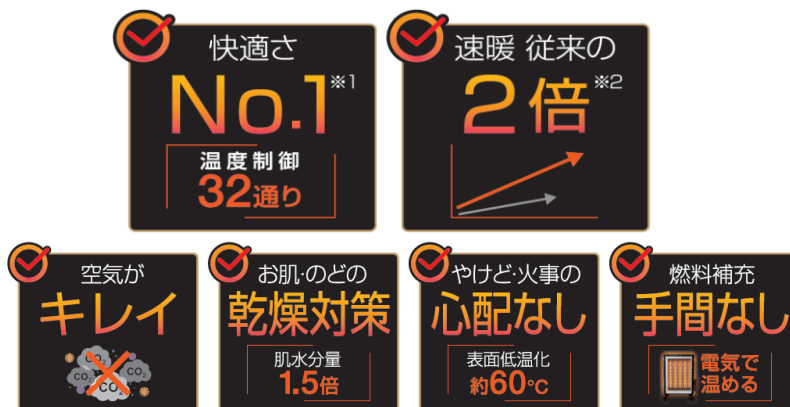 快適さ
No.1※1
温度制御
32通り
速暖 従来の
2倍※2
空気が
キレイ
CO2
CO2
CO2
CO2
お肌・のどの
乾燥対策
肌水分量
1.5倍
やけど・火事の
心配なし
表面低温化
約60℃
燃料補充
手間なし
電気で
温める